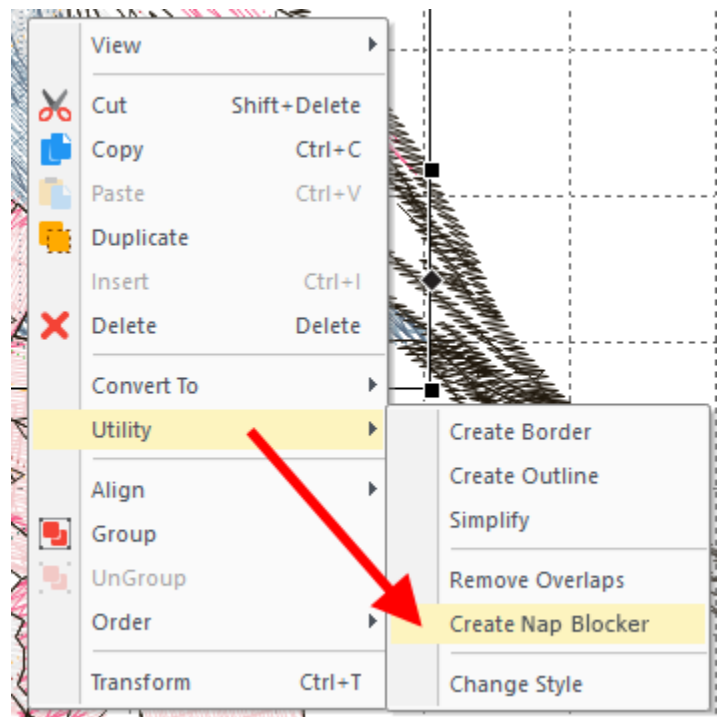 View
Cut Shift+Delete
Copy Ctrl+C
Paste Ctrl+V
Duplicate
Insert Ctrl+I
Delete Delete
Convert To
Utility
Align
Group
UnGroup
Order
Transform Ctrl+T
Create Border
Create Outline
Simplify
Remove Overlaps
Create Nap Blocker
Change Style